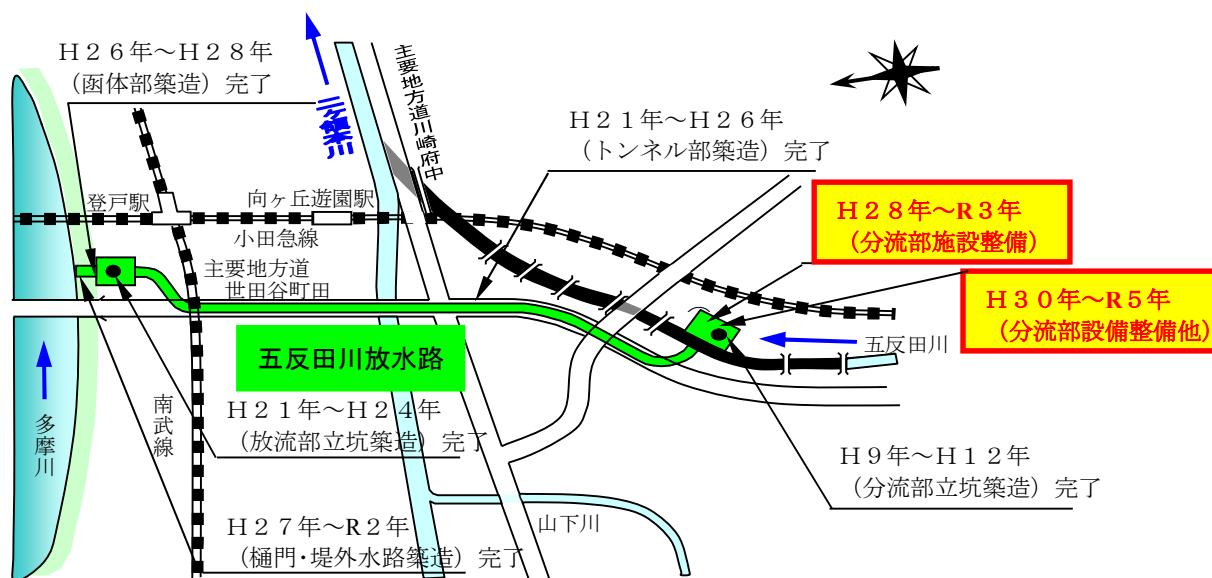 H26年～H28年
(函体部築造) 完了
二ヶ領本川
主要地方道川崎府中
H21年～H26年
(トンネル部築造) 完了
登戸駅
向ヶ丘遊園駅
小田急線
H28年～R3年
(分流部施設整備)
主要地方道
世田谷町田
H30年～R5年
(分流部設備整備他)
五反田川
五反田川放水路
多摩川
南武線
H21年～H24年
(放流部立坑築造) 完了
H9年～H12年
(分流部立坑築造) 完了
H27年～R2年
(樋門･堤外水路築造) 完了
山下川